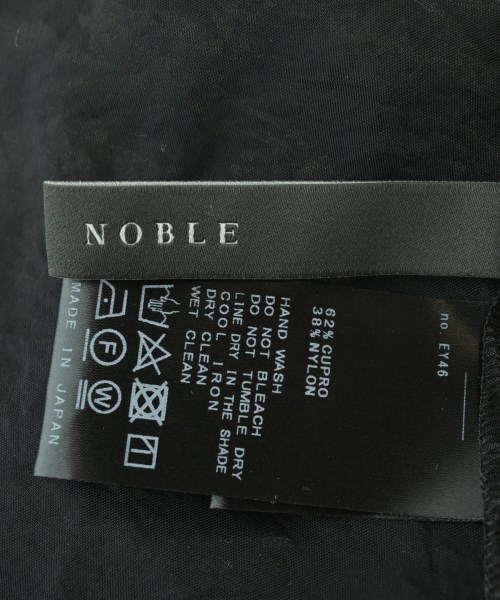 NOBLE
no. EY46
62% CUPRO
38% NYLON
HAND WASH
DO NOT BLEACH
DO NOT TUMBLE DRY
LINE DRY IN THE SHADE
COOL IRON
DRY CLEAN
WET CLEAN
F
W
MADE IN JAPAN